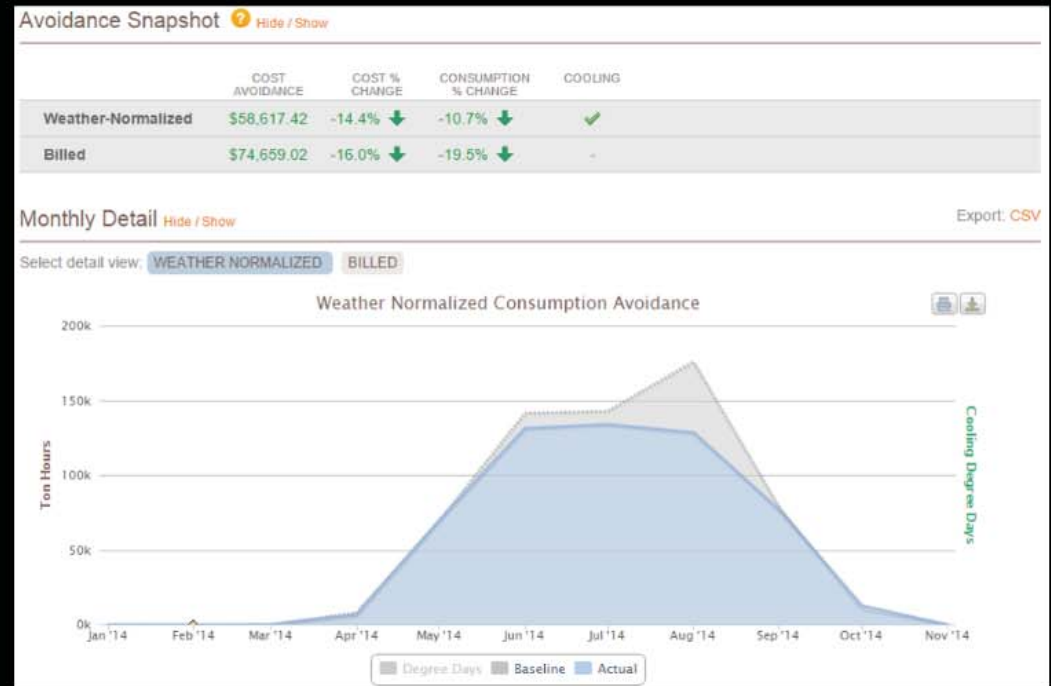 Avoidance Snapshot ? Hide / Show
COST AVOIDANCE COST % CHANGE CONSUMPTION % CHANGE COOLING
Weather-Normalized $58,617.42 -14.4% -10.7%
Billed $74,659.02 -16.0% -19.5% -
Monthly Detail Hide / Show Export: CSV
Select detail view: WEATHER NORMALIZED BILLED
Weather Normalized Consumption Avoidance
200k
150k
100k
50k
0k
Ton Hours
Cooling Degree Days
Jan '14 Feb '14 Mar '14 Apr '14 May '14 Jun '14 Jul '14 Aug '14 Sep '14 Oct '14 Nov '14
Degree Days Baseline Actual